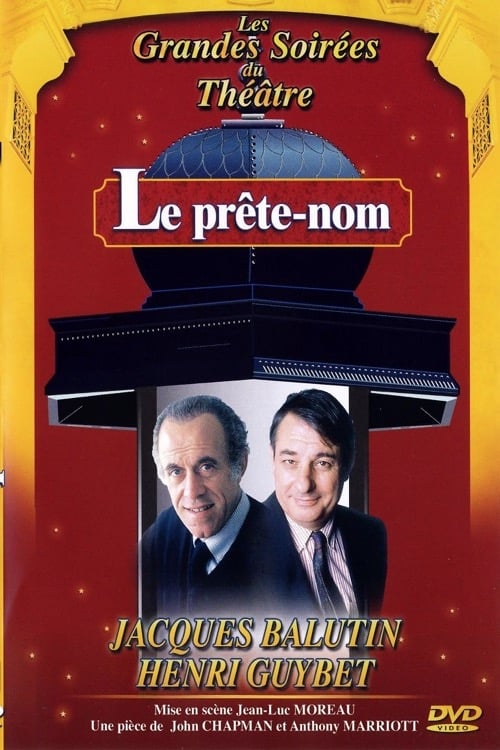 Les
Grandes Soirées
du
Théâtre
Le prête-nom
JACQUES BALUTIN
HENRI GUYBET
Mise en scène Jean-Luc MOREAU
Une pièce de John CHAPMAN et Anthony MARRIOTT
DVD
VIDEO